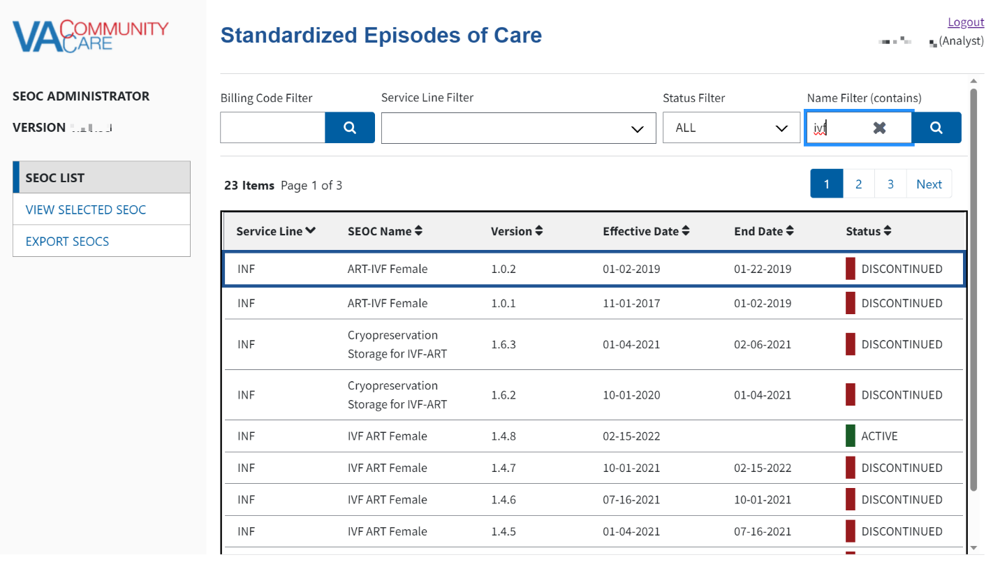 VA COMMUNITY CARE
Standardized Episodes of Care
Logout
(Analyst)
SEOC ADMINISTRATOR
VERSION
SEOC LIST
VIEW SELECTED SEOC
EXPORT SEOCS
Billing Code Filter Service Line Filter Status Filter Name Filter (contains)
ALL ivf
23 Items Page 1 of 3 1 2 3 Next
Service Line SEOC Name Version Effective Date End Date Status
INF ART-IVF Female 1.0.2 01-02-2019 01-22-2019 DISCONTINUED
INF ART-IVF Female 1.0.1 11-01-2017 01-02-2019 DISCONTINUED
INF Cryopreservation Storage for IVF-ART 1.6.3 01-04-2021 02-06-2021 DISCONTINUED
INF Cryopreservation Storage for IVF-ART 1.6.2 10-01-2020 01-04-2021 DISCONTINUED
INF IVF ART Female 1.4.8 02-15-2022 ACTIVE
INF IVF ART Female 1.4.7 10-01-2021 02-15-2022 DISCONTINUED
INF IVF ART Female 1.4.6 07-16-2021 10-01-2021 DISCONTINUED
INF IVF ART Female 1.4.5 01-04-2021 07-16-2021 DISCONTINUED